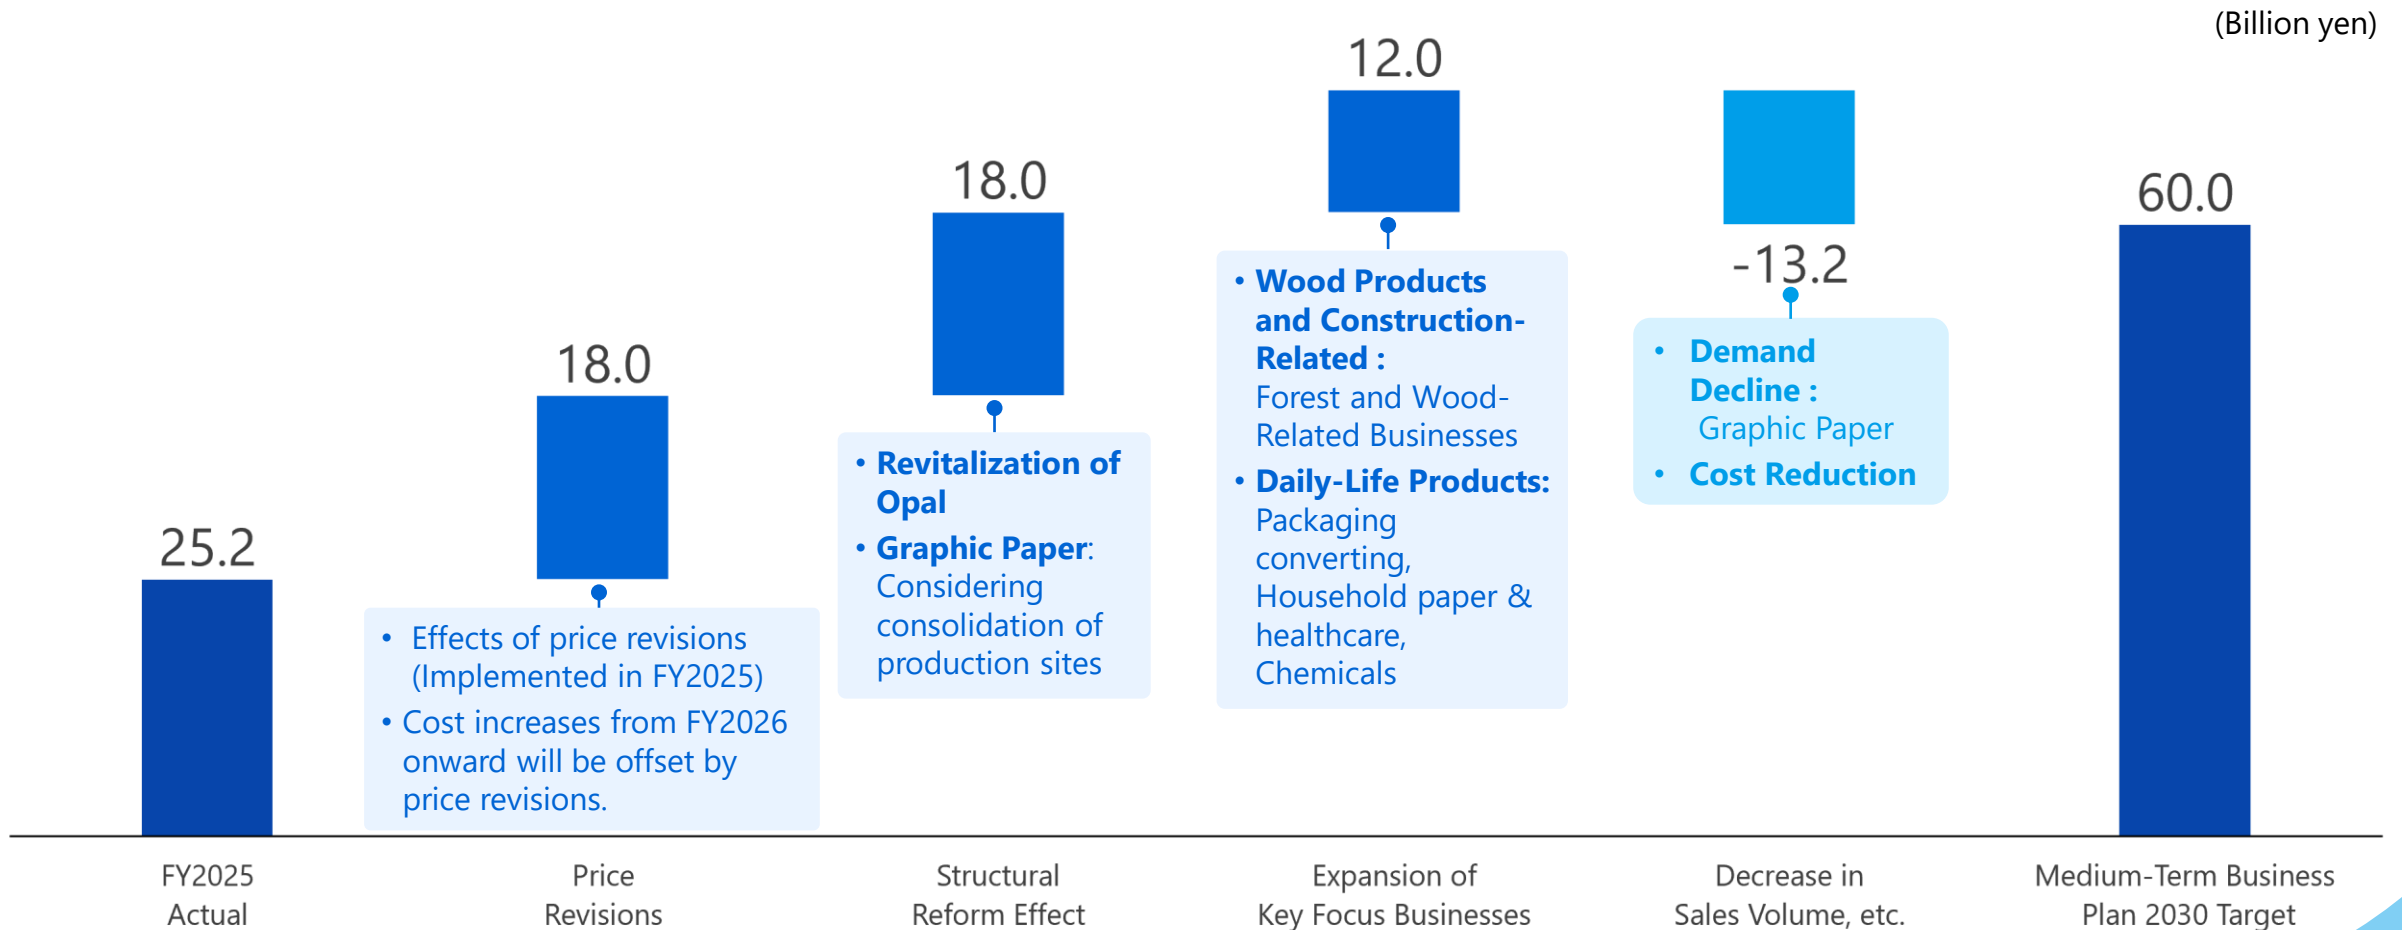 (Billion yen)
25.2
18.0
• Effects of price revisions
(Implemented in FY2025)
• Cost increases from FY2026
onward will be offset by
price revisions.
18.0
• Revitalization of
Opal
• Graphic Paper:
Considering
consolidation of
production sites
12.0
• Wood Products
and Construction-
Related :
Forest and Wood-
Related Businesses
• Daily-Life Products:
Packaging
converting,
Household paper &
healthcare,
Chemicals
-13.2
• Demand
Decline :
Graphic Paper
• Cost Reduction
60.0
FY2025
Actual
Price
Revisions
Structural
Reform Effect
Expansion of
Key Focus Businesses
Decrease in
Sales Volume, etc.
Medium-Term Business
Plan 2030 Target